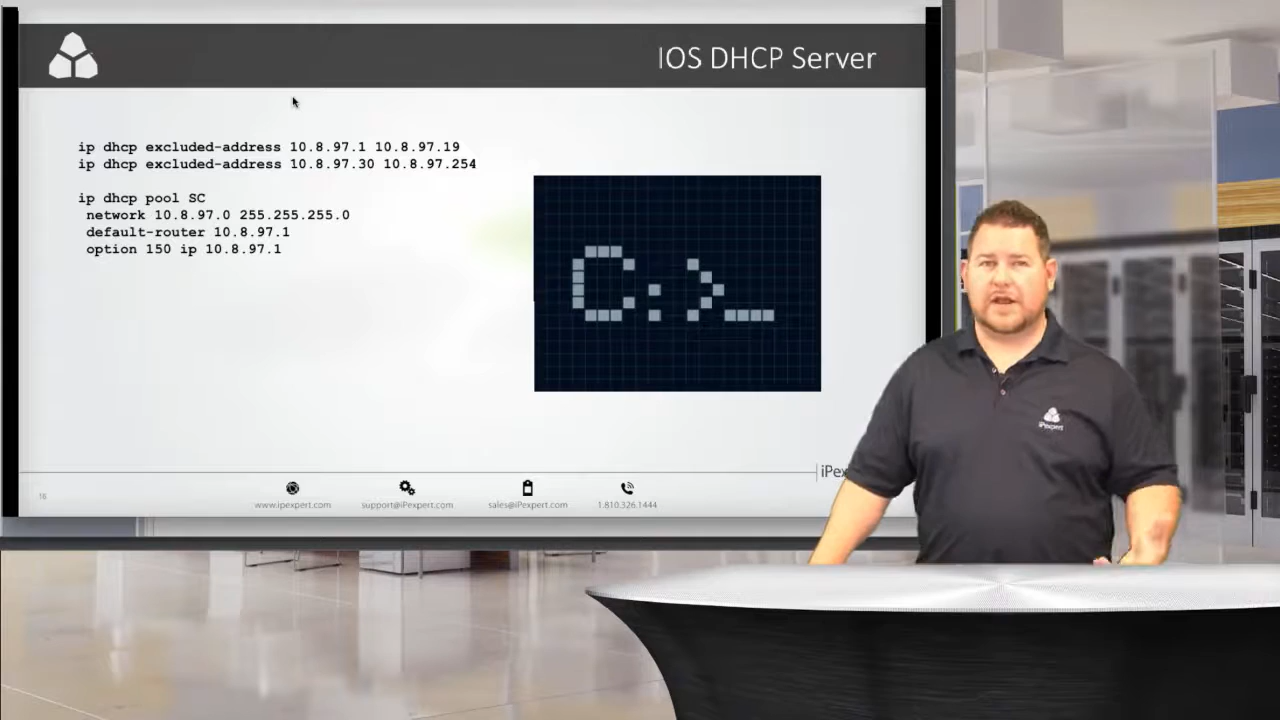 IOS DHCP Server
ip dhcp excluded-address 10.8.97.1 10.8.97.19
ip dhcp excluded-address 10.8.97.30 10.8.97.254
ip dhcp pool SC
network 10.8.97.0 255.255.255.0
default-router 10.8.97.1
option 150 ip 10.8.97.1
C:>_
iPex
16
www.ipexpert.com
support@iPexpert.com
sales@iPexpert.com
1.810.326.1444
iPexpert